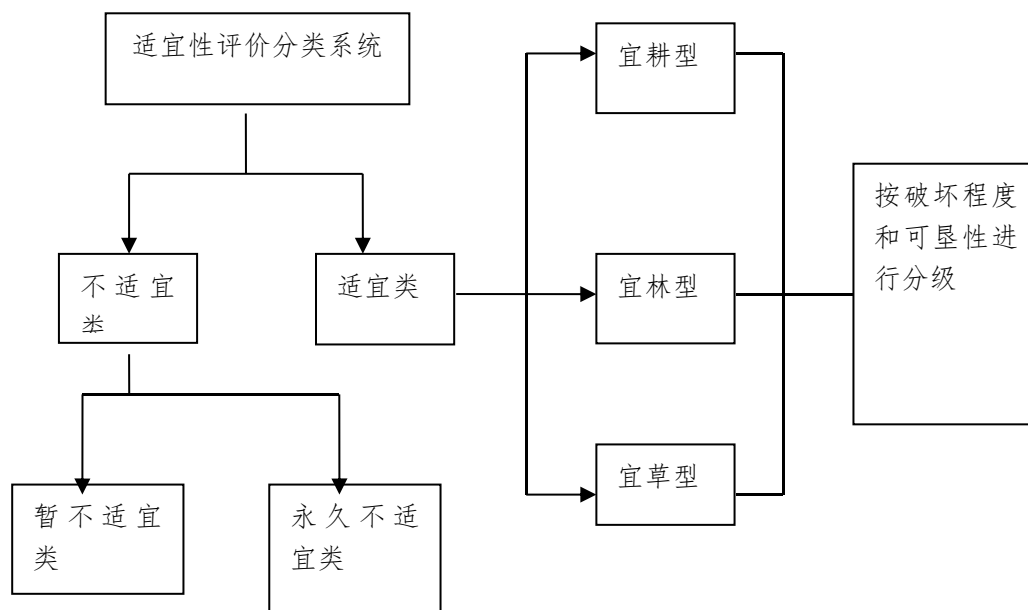 适宜性评价分类系统
宜耕型
按破坏程度
和可垦性进
行分级
不适宜
类
适宜类
宜林型
宜草型
暂不适宜
类
永久不适
宜类